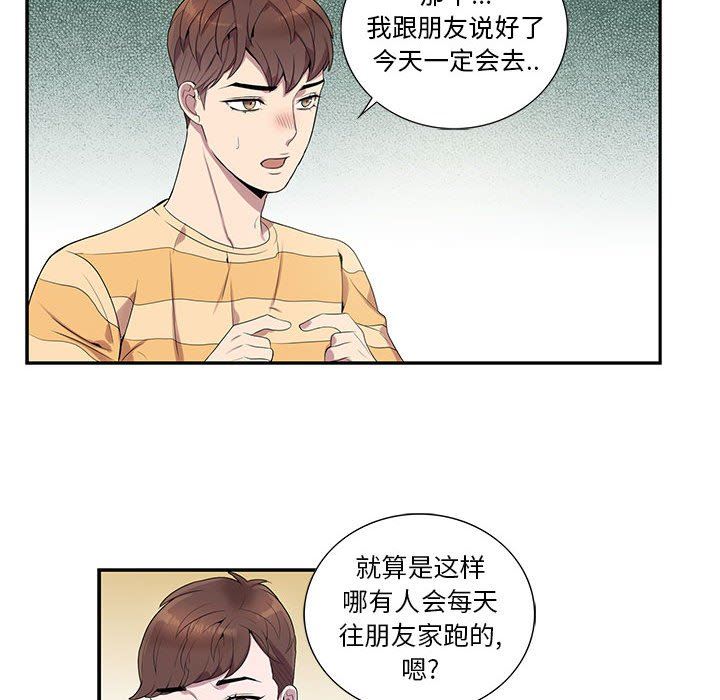 我跟朋友说好了
今天一定会去..
就算是这样
哪有人会每天
往朋友家跑的,
嗯?